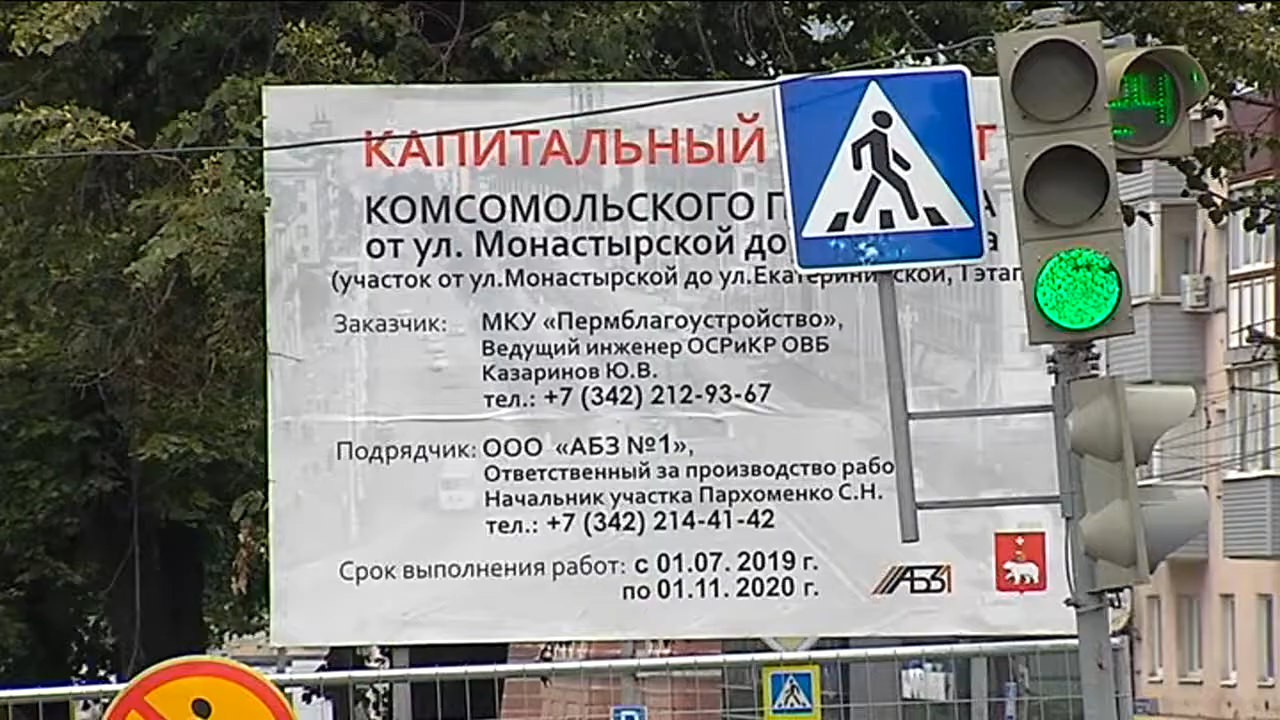 КАПИТАЛЬНЫЙ
КОМСОМОЛЬСКОГО
от ул. Монастырской до
(участок от ул.Монастырской до ул.Екатерининской, 1 этап
Заказчик: МКУ «Пермблагоустройство»,
Ведущий инженер ОСРиКР ОВБ
Казаринов Ю.В.
тел.: +7 (342) 212-93-67
Подрядчик: ООО «АБЗ №1»,
Ответственный за производство рабо
Начальник участка Пархоменко С.Н.
тел.: +7 (342) 214-41-42
Срок выполнения работ: с 01.07. 2019 г.
по 01.11. 2020 г.
АБЗ1